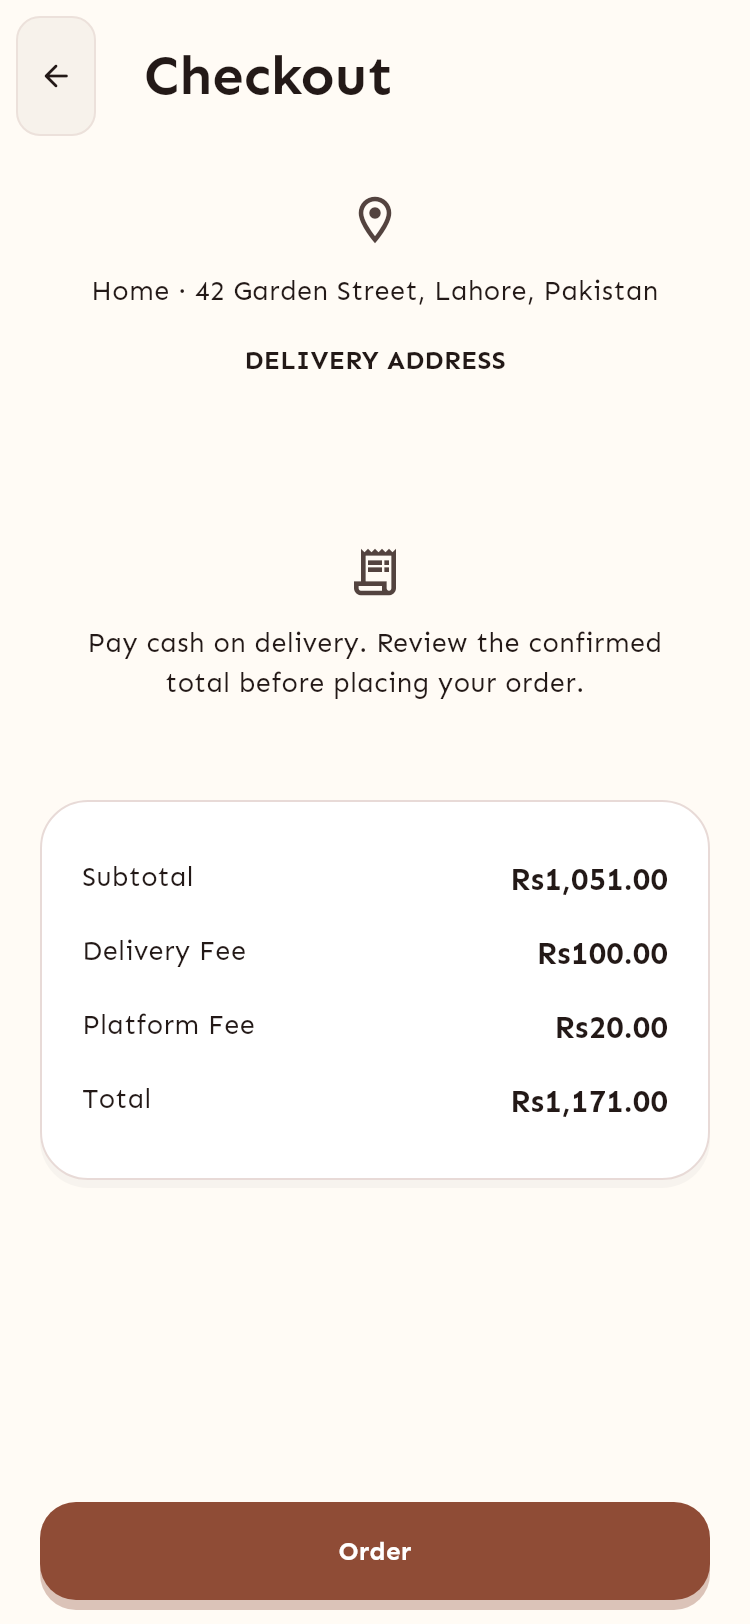 Checkout
Home · 42 Garden Street, Lahore, Pakistan
DELIVERY ADDRESS
Pay cash on delivery. Review the confirmed
total before placing your order.
Subtotal Rs1,051.00
Delivery Fee Rs100.00
Platform Fee Rs20.00
Total Rs1,171.00
Order